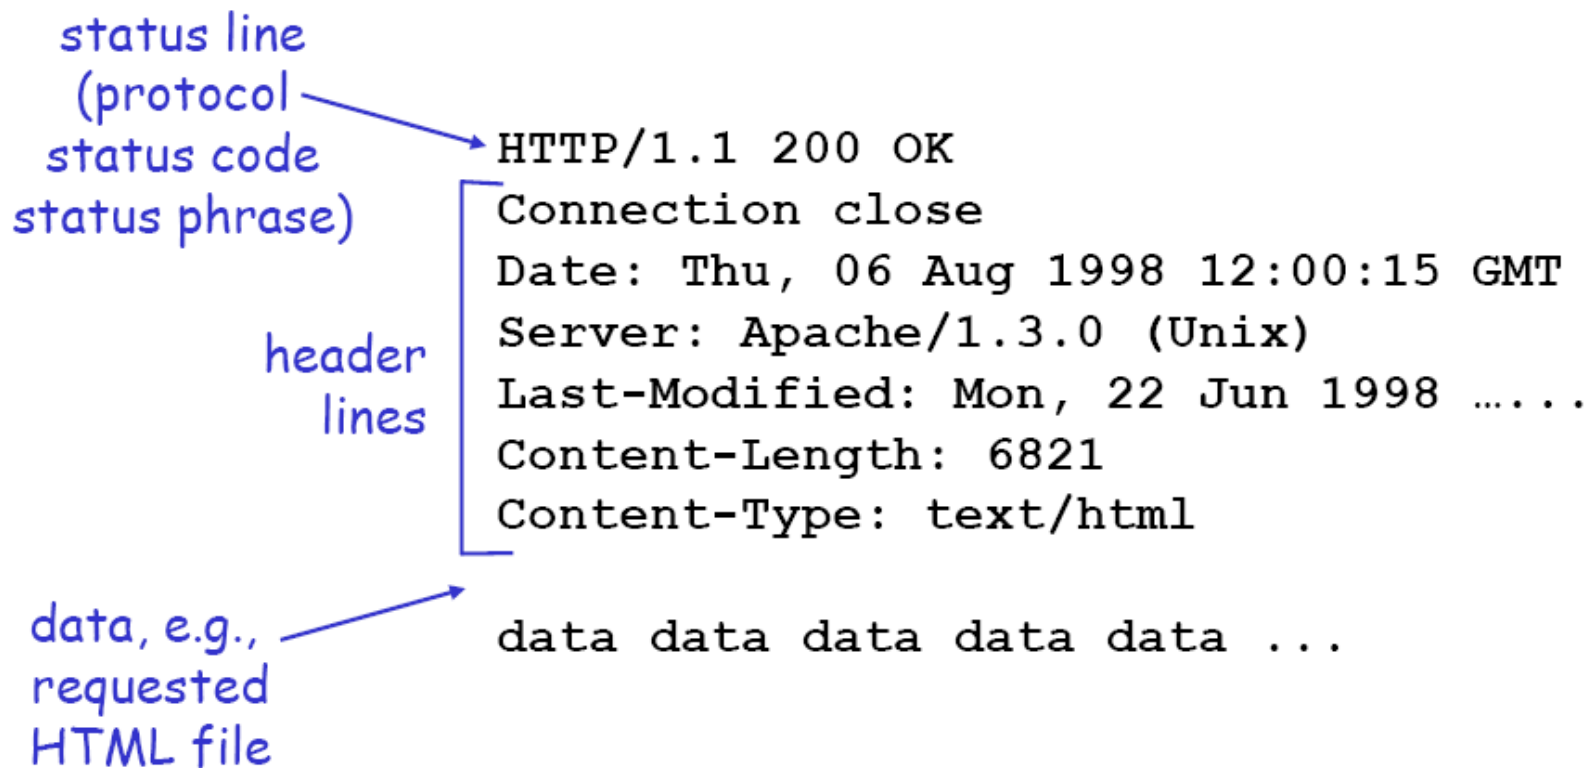 status line
(protocol
status code
status phrase)
HTTP/1.1 200 OK
Connection close
Date: Thu, 06 Aug 1998 12:00:15 GMT
Server: Apache/1.3.0 (Unix)
Last-Modified: Mon, 22 Jun 1998 …...
Content-Length: 6821
Content-Type: text/html
header
lines
data, e.g.,
requested
HTML file
data data data data data ...